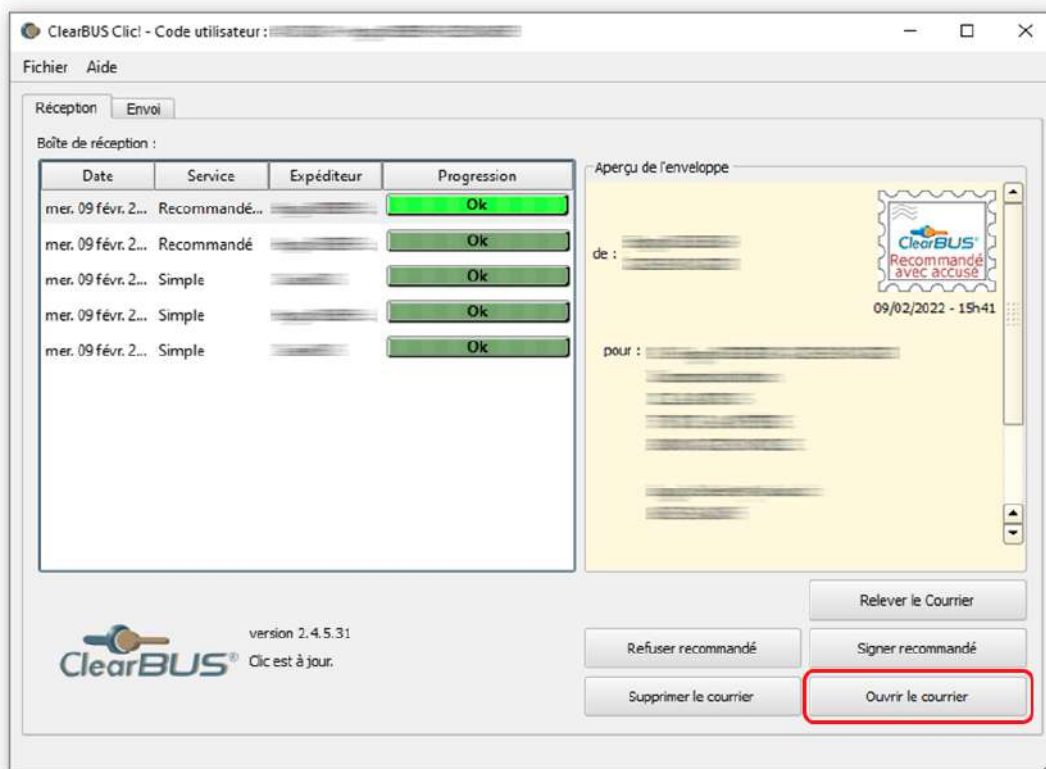 ClearBUS Clic! - Code utilisateur :
Fichier Aide
Réception Envoi
Boîte de réception :
Date Service Expéditeur Progression
mer. 09 févr. 2... Recommandé... Ok
mer. 09 févr. 2... Recommandé Ok
mer. 09 févr. 2... Simple Ok
mer. 09 févr. 2... Simple Ok
mer. 09 févr. 2... Simple Ok
Aperçu de l'enveloppe
ClearBUS
Recommandé
avec accusé
de :
09/02/2022 - 15h41
pour :
Relever le Courrier
version 2.4.5.31
ClearBUS® Clic est à jour.
Refuser recommandé Signer recommandé
Supprimer le courrier Ouvrir le courrier